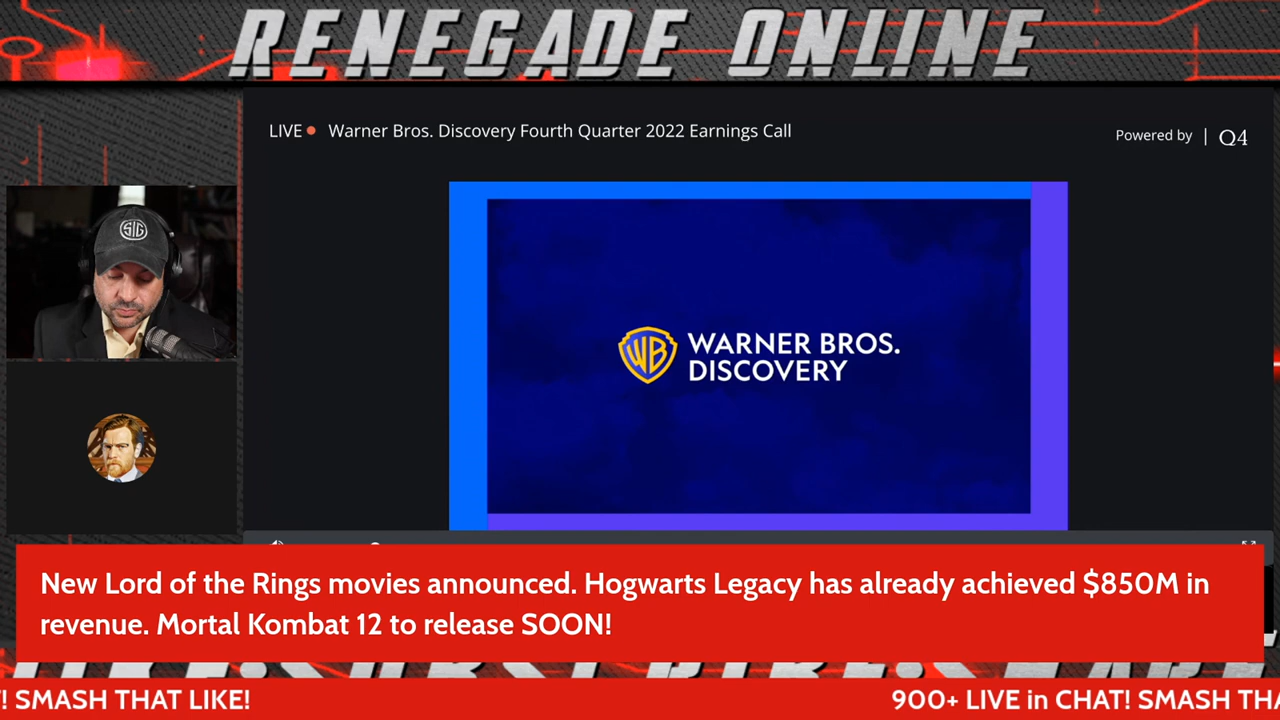 RENEGADE ONLINE
LIVE Warner Bros. Discovery Fourth Quarter 2022 Earnings Call
Powered by | Q4
SIG
WB
WARNER BROS.
DISCOVERY
New Lord of the Rings movies announced. Hogwarts Legacy has already achieved $850M in
revenue. Mortal Kombat 12 to release SOON!
! SMASH THAT LIKE!
900+ LIVE in CHAT! SMASH THA